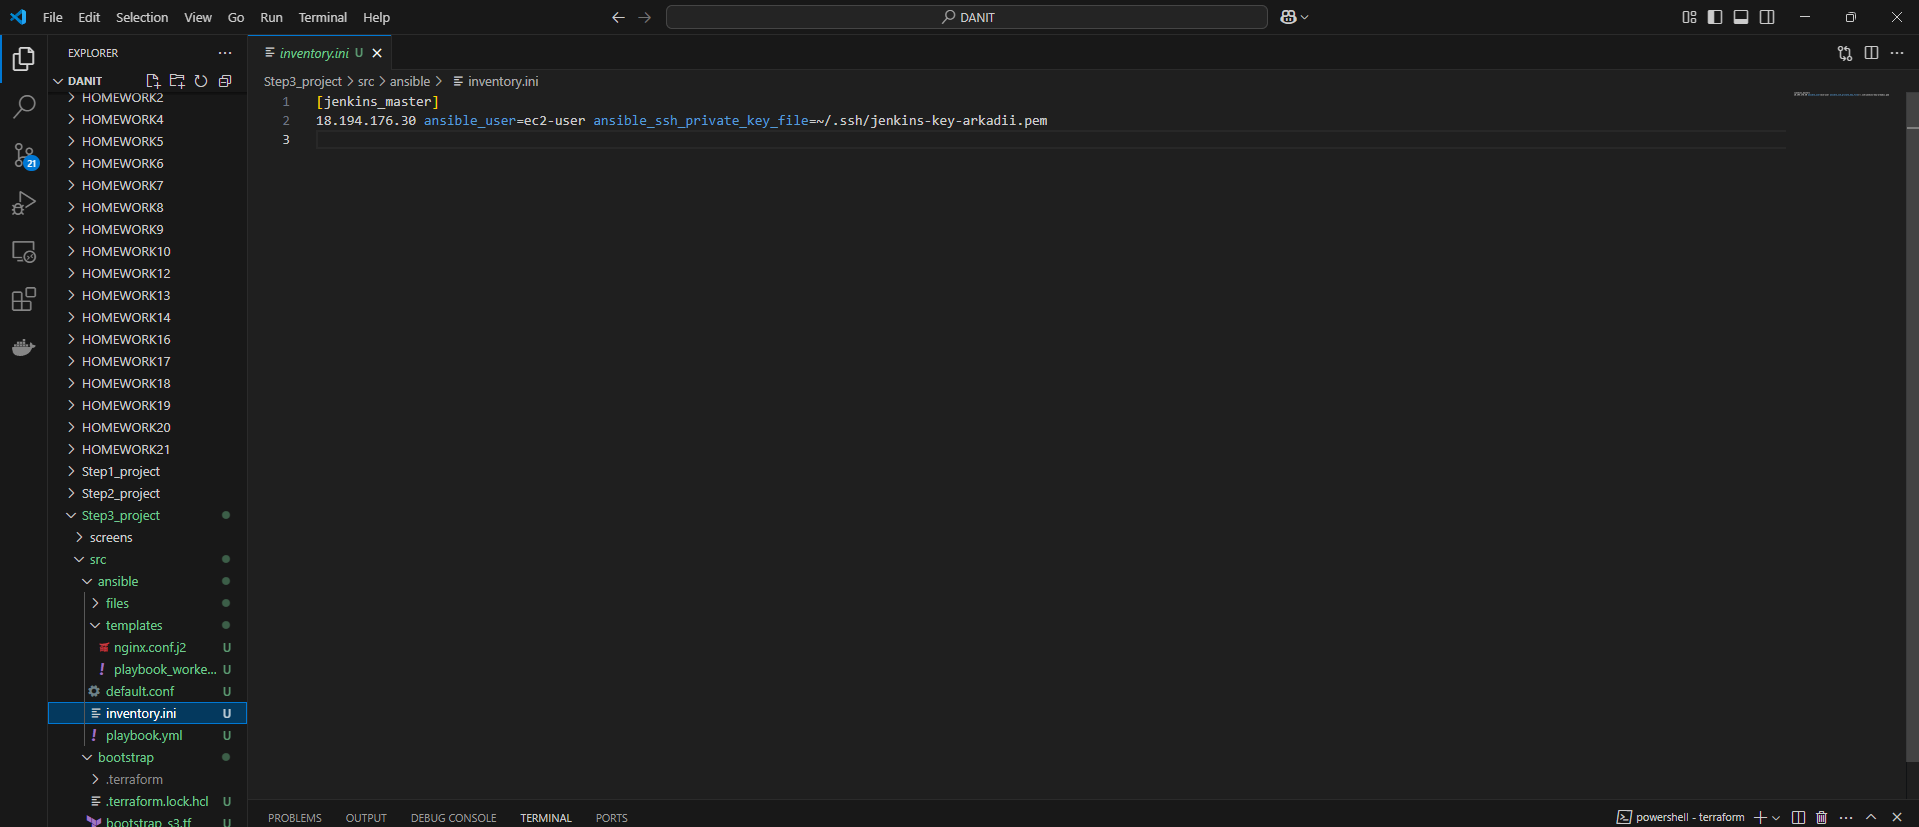 File Edit Selection View Go Run Terminal Help
DANIT
EXPLORER
DANIT
HOMEWORK2
HOMEWORK4
HOMEWORK5
HOMEWORK6
HOMEWORK7
HOMEWORK8
HOMEWORK9
HOMEWORK10
HOMEWORK12
HOMEWORK13
HOMEWORK14
HOMEWORK16
HOMEWORK17
HOMEWORK18
HOMEWORK19
HOMEWORK20
HOMEWORK21
Step1_project
Step2_project
Step3_project
screens
src
ansible
files
templates
nginx.conf.j2 U
playbook_worke... U
default.conf U
inventory.ini U
playbook.yml U
bootstrap
.terraform
.terraform.lock.hcl U
bootstrap_s3.tf U
21
inventory.ini U
Step3_project > src > ansible > inventory.ini
1 [jenkins_master]
2 18.194.176.30 ansible_user=ec2-user ansible_ssh_private_key_file=~/.ssh/jenkins-key-arkadii.pem
3
PROBLEMS OUTPUT DEBUG CONSOLE TERMINAL PORTS
powershell - terraform